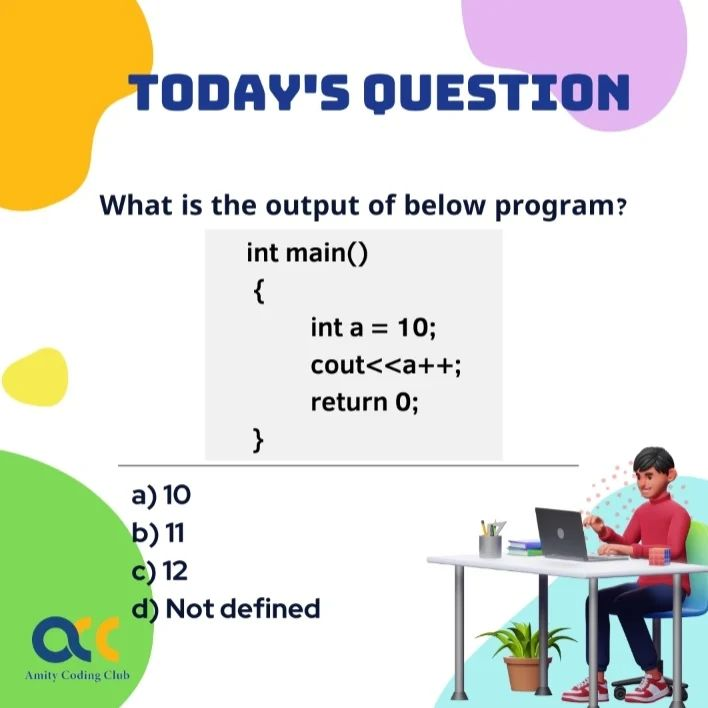 TODAY'S QUESTION
What is the output of below program?
int main()
{
int a = 10;
cout<<a++;
return 0;
}
a) 10
b) 11
c) 12
d) Not defined
acc
Amity Coding Club